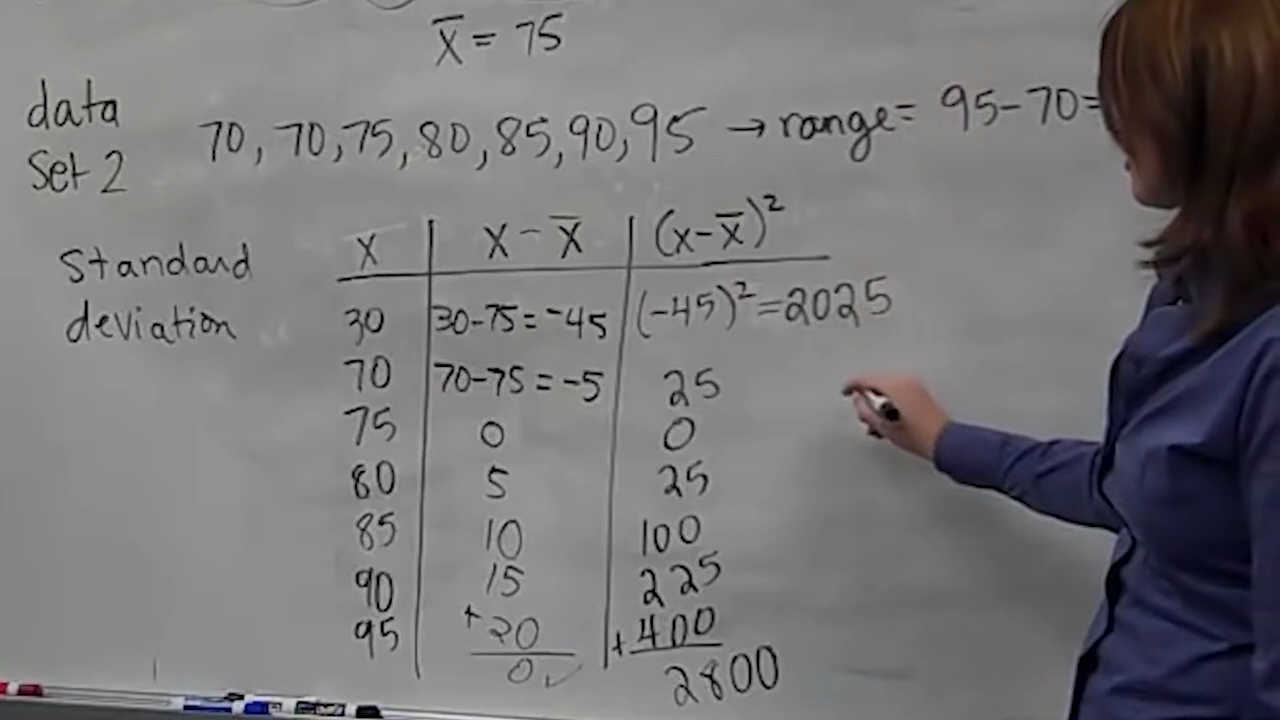 x̄ = 75
data
Set 2
70, 70, 75, 80, 85, 90, 95 → range = 95-70=
Standard
deviation
x | x - x̄ | (x-x̄)²
30 | 30-75=-45 | (-45)²=2025
70 | 70-75=-5 | 25
75 | 0 | 0
80 | 5 | 25
85 | 10 | 100
90 | 15 | 225
95 | +20 | +400
0✓ | 2800